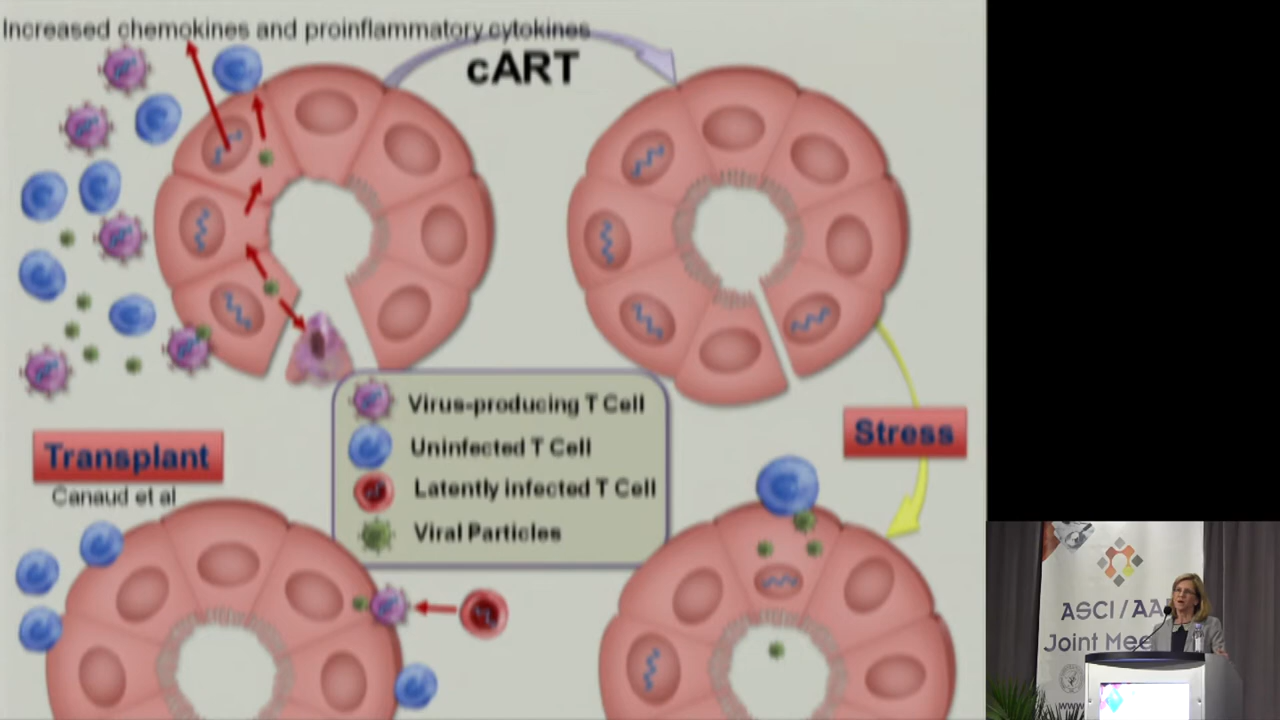 Increased chemokines and proinflammatory cytokines
cART
Virus-producing T Cell
Uninfected T Cell
Latently infected T Cell
Viral Particles
Transplant
Canaud et al
Stress
ASCI / AA
Joint Mee